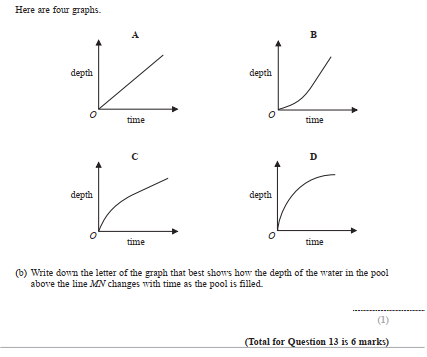 Here are four graphs.
A
B
depth
depth
O
O
time
time
C
D
depth
depth
O
O
time
time
(b) Write down the letter of the graph that best shows how the depth of the water in the pool
above the line MN changes with time as the pool is filled.
(1)
(Total for Question 13 is 6 marks)